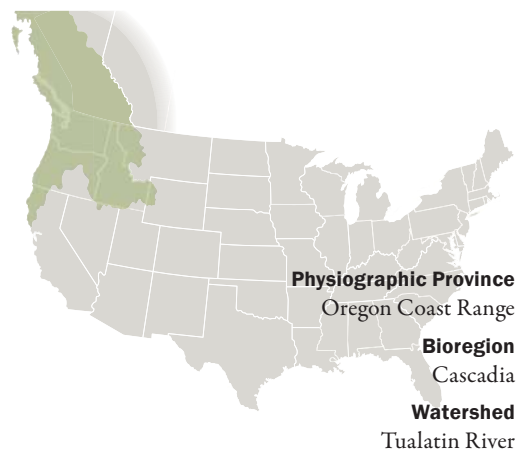 Physiographic Province
Oregon Coast Range
Bioregion
Cascadia
Watershed
Tualatin River